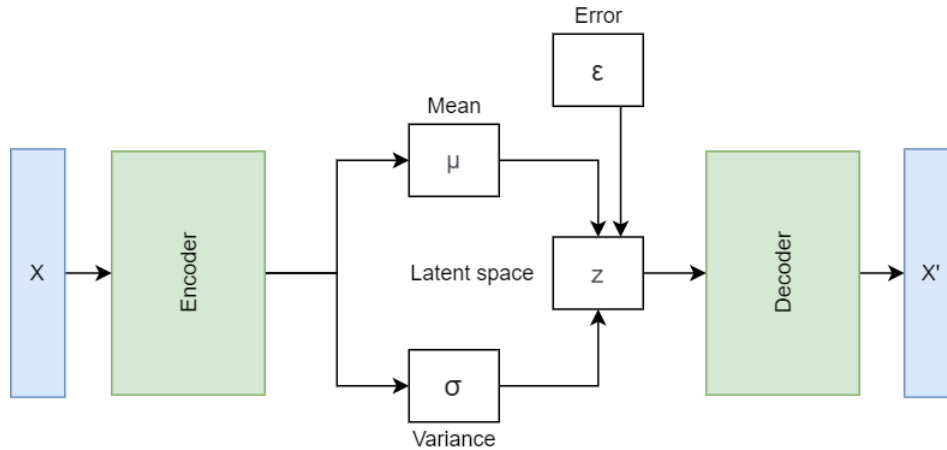 Error
ε
Mean
μ
X
Encoder
Latent space
z
Decoder
X'
σ
Variance